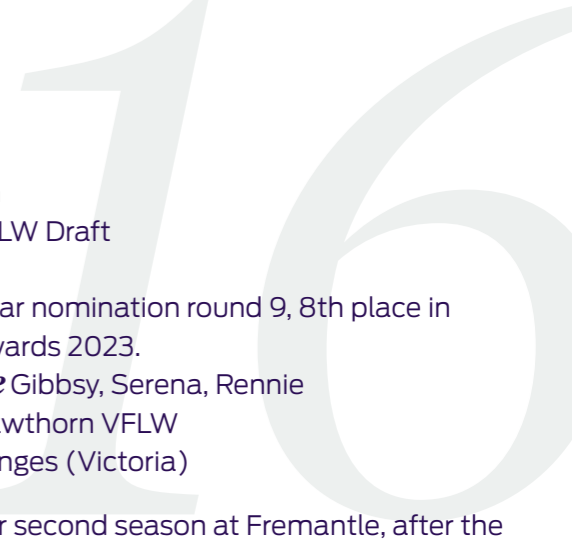 16
LW Draft
ar nomination round 9, 8th place in
wards 2023.
e Gibbsy, Serena, Rennie
wthorn VFLW
nges (Victoria)
r second season at Fremantle, after the